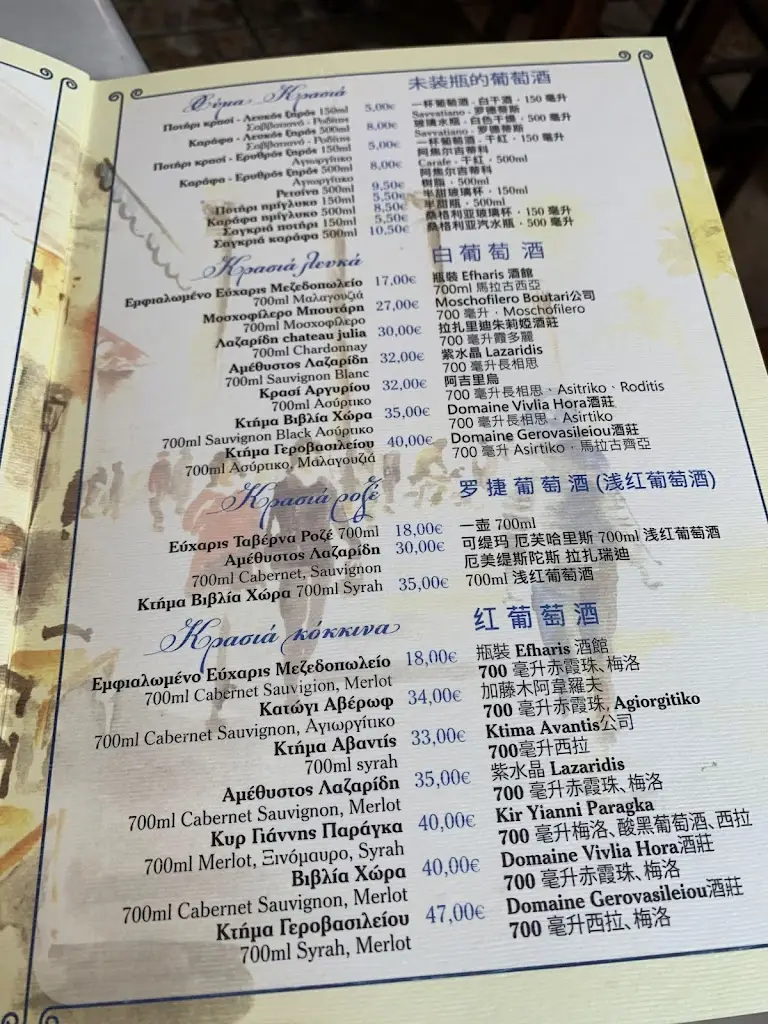 Χύμα Κρασιά
Ποτήρι κρασί - Λευκός ξηρός 150ml 5,00€
Σαββατιανό - Ροδίτης
Καράφα - Λευκός ξηρός 500ml 8,00€
Σαββατιανό - Ροδίτης
Ποτήρι κρασί - Ερυθρός ξηρός 150ml 5,00€
Αγιωργίτικο
Καράφα - Ερυθρός ξηρός 500ml 8,00€
Αγιωργίτικο
Ρετσίνα 500ml 9,50€
Ποτήρι ημίγλυκο 150ml 5,50€
Καράφα ημίγλυκο 500ml 8,50€
Σαγκριά ποτήρι 150ml 5,50€
Σαγκριά καράφα 500ml 10,50€
Κρασιά λευκά
Εμφιαλωμένο Εύχαρις Μεζεδοπωλείο 17,00€
700ml Μαλαγουζιά
Μοσχοφίλερο Μπουτάρη 27,00€
700ml Μοσχοφίλερο
Λαζαρίδη chateau julia 30,00€
700ml Chardonnay
Αμέθυστος Λαζαρίδη 32,00€
700ml Sauvignon Blanc
Κρασί Αργυρίου 32,00€
700ml Ασύρτικο
Κτήμα Βιβλία Χώρα 35,00€
700ml Sauvignon Black Ασύρτικο
Κτήμα Γεροβασιλείου 40,00€
700ml Ασύρτικο, Μαλαγουζιά
Κρασιά ροζέ
Εύχαρις Ταβέρνα Ροζέ 700ml 18,00€
Αμέθυστος Λαζαρίδη 30,00€
700ml Cabernet, Sauvignon
Κτήμα Βιβλία Χώρα 700ml Syrah 35,00€
Κρασιά κόκκινα
Εμφιαλωμένο Εύχαρις Μεζεδοπωλείο 18,00€
700ml Cabernet Sauvigion, Merlot
Κατώγι Αβέρωφ 34,00€
700ml Cabernet Sauvignon, Αγιωργίτικο
Κτήμα Αβαντίς 33,00€
700ml syrah
Αμέθυστος Λαζαρίδη 35,00€
700ml Cabernet Sauvignon, Merlot
Κυρ Γιάννης Παράγκα 40,00€
700ml Merlot, Ξινόμαυρο, Syrah
Βιβλία Χώρα 40,00€
700ml Cabernet Sauvignon, Merlot
Κτήμα Γεροβασιλείου 47,00€
700ml Syrah, Merlot
未装瓶的葡萄酒
一杯葡萄酒 · 白干酒 · 150 毫升
Savvatiano · 罗德蒂斯
玻璃水瓶 · 白色干燥 · 500 毫升
Savvatiano · 罗德蒂斯
一杯葡萄酒 · 干红 · 150 毫升
阿焦尔吉蒂科
Carafe · 干红 · 500ml
阿焦尔吉蒂科
树脂 · 500ml
半甜玻璃杯 · 150ml
半甜瓶 · 500ml
桑格利亚玻璃杯 · 150 毫升
桑格利亚汽水瓶 · 500 毫升
白葡萄酒
瓶裝 Efharis 酒館
700ml 馬拉古西亞
Moschofilero Boutari公司
700 毫升 · Moschofilero
拉扎里迪朱莉婭酒莊
700 毫升霞多麗
紫水晶 Lazaridis
700 毫升長相思
阿吉里烏
700 毫升長相思 · Asitriko · Roditis
Domaine Vivlia Hora酒莊
700 毫升長相思 · Asirtiko
Domaine Gerovasileiou酒莊
700 毫升 Asirtiko · 馬拉古齊亞
罗捷葡萄酒 (浅红葡萄酒)
一壶 700ml
可缇玛 厄芙哈里斯 700ml 浅红葡萄酒
厄美缇斯陀斯 拉扎瑞迪
700ml 浅红葡萄酒
红葡萄酒
瓶裝 Efharis 酒館
700 毫升赤霞珠、梅洛
加藤木阿韋羅夫
700 毫升赤霞珠, Agiorgitiko
Ktima Avantis公司
700毫升西拉
紫水晶 Lazaridis
700 毫升赤霞珠、梅洛
Kir Yianni Paragka
700 毫升梅洛、酸黑葡萄酒、西拉
Domaine Vivlia Hora酒莊
700 毫升赤霞珠、梅洛
Domaine Gerovasileiou酒莊
700 毫升西拉、梅洛